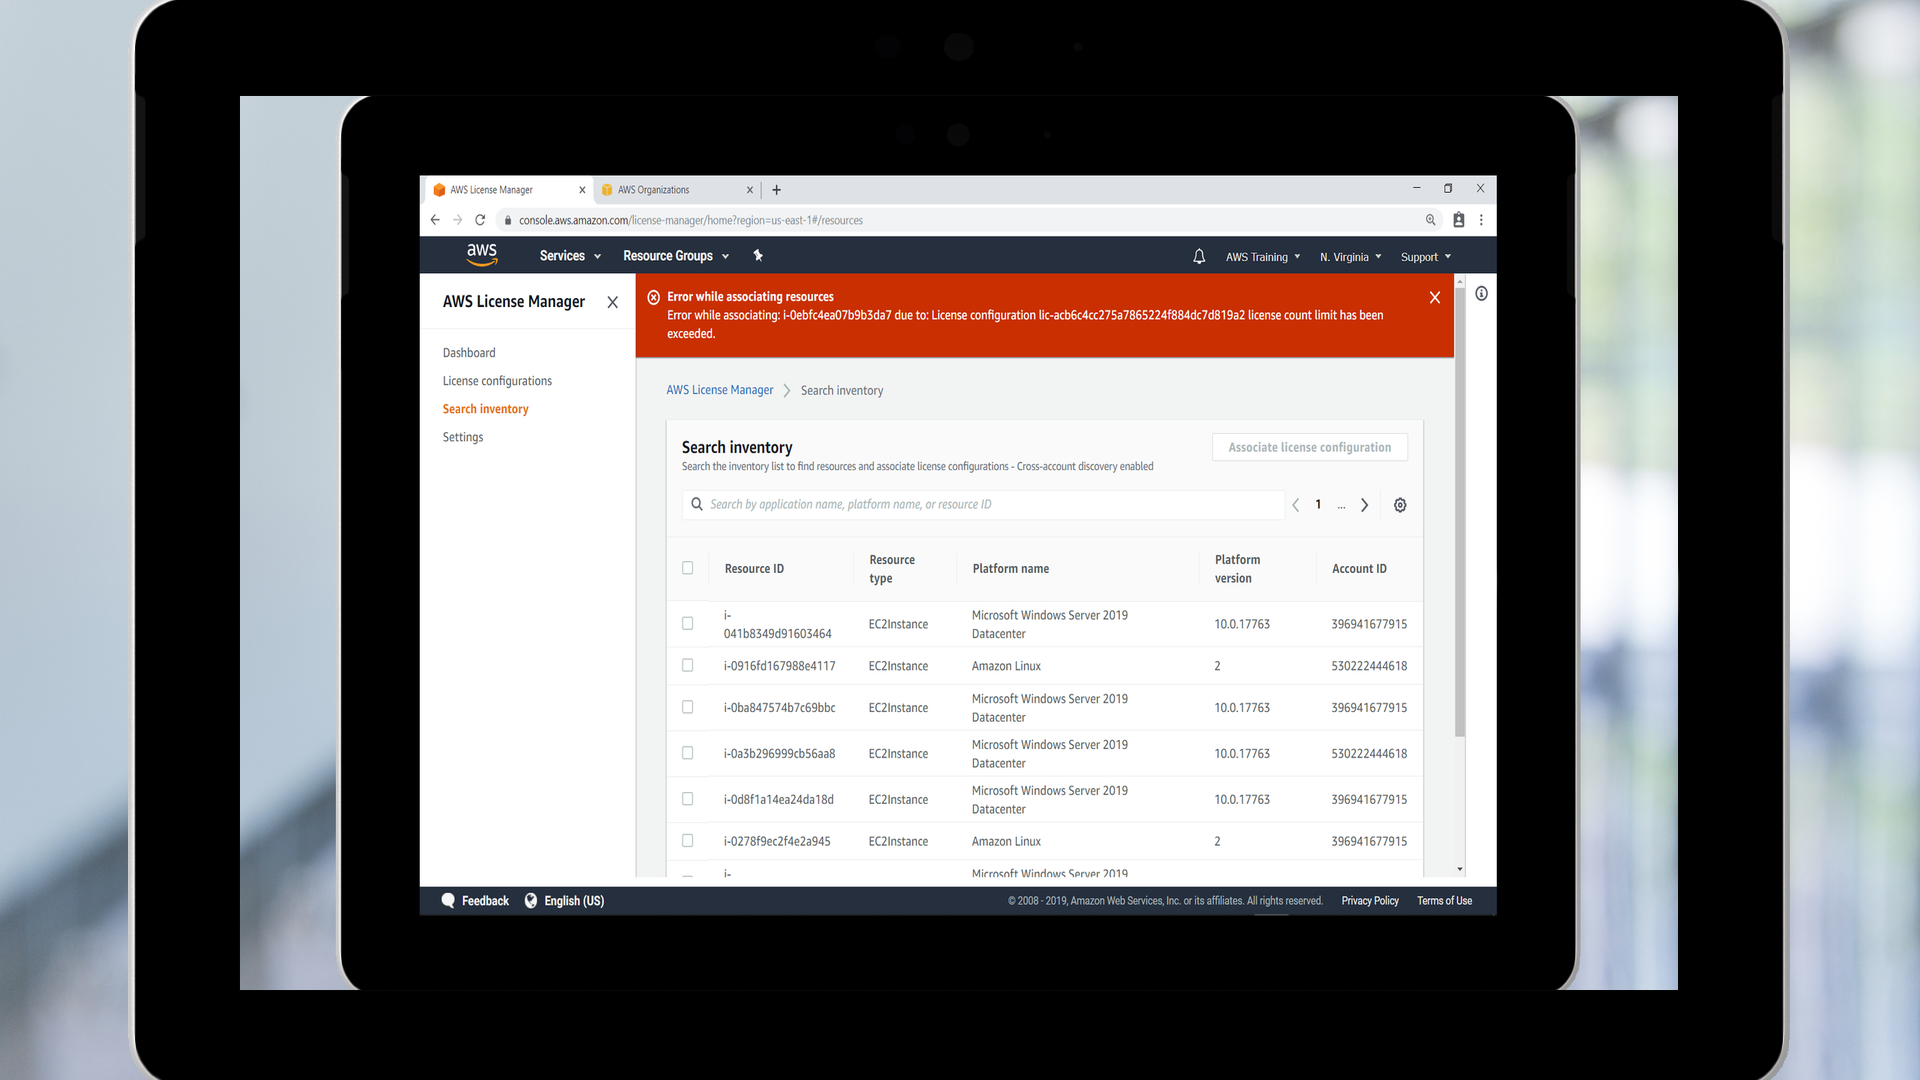 AWS License Manager
AWS Organizations
console.aws.amazon.com/license-manager/home?region=us-east-1#/resources
aws
Services
Resource Groups
AWS Training
N. Virginia
Support
AWS License Manager
Dashboard
License configurations
Search inventory
Settings
Error while associating resources
Error while associating: i-0ebfc4ea07b9b3da7 due to: License configuration lic-acb6c4cc275a7865224f884dc7d819a2 license count limit has been
exceeded.
AWS License Manager > Search inventory
Search inventory
Associate license configuration
Search the inventory list to find resources and associate license configurations - Cross-account discovery enabled
Search by application name, platform name, or resource ID
1 ...
Resource ID
Resource
type
Platform name
Platform
version
Account ID
i-
041b8349d91603464
EC2Instance
Microsoft Windows Server 2019
Datacenter
10.0.17763
396941677915
i-0916fd167988e4117
EC2Instance
Amazon Linux
2
530222444618
i-0ba847574b7c69bbc
EC2Instance
Microsoft Windows Server 2019
Datacenter
10.0.17763
396941677915
i-0a3b296999cb56aa8
EC2Instance
Microsoft Windows Server 2019
Datacenter
10.0.17763
530222444618
i-0d8f1a14ea24da18d
EC2Instance
Microsoft Windows Server 2019
Datacenter
10.0.17763
396941677915
i-0278f9ec2f4e2a945
EC2Instance
Amazon Linux
2
396941677915
i-
Microsoft Windows Server 2019
Feedback
English (US)
© 2008 - 2019, Amazon Web Services, Inc. or its affiliates. All rights reserved.
Privacy Policy
Terms of Use